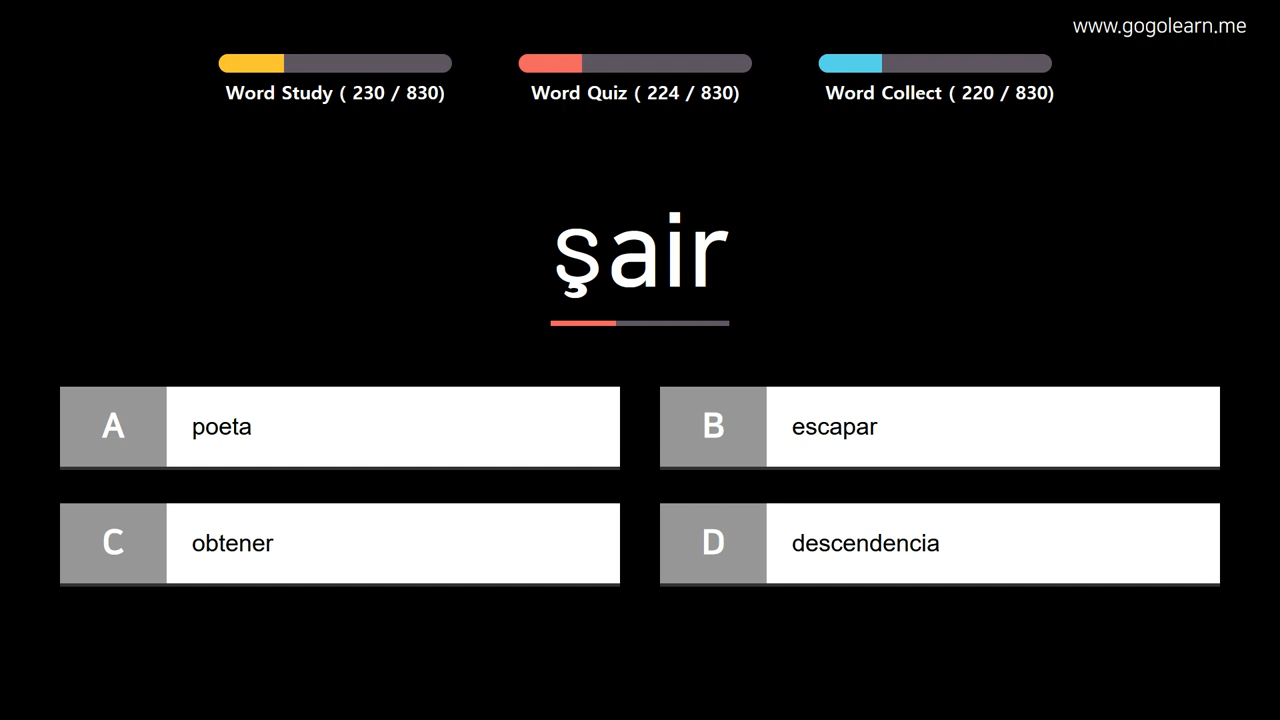 www.gogolearn.me
Word Study ( 230 / 830)
Word Quiz ( 224 / 830)
Word Collect ( 220 / 830)
şair
A poeta
B escapar
C obtener
D descendencia